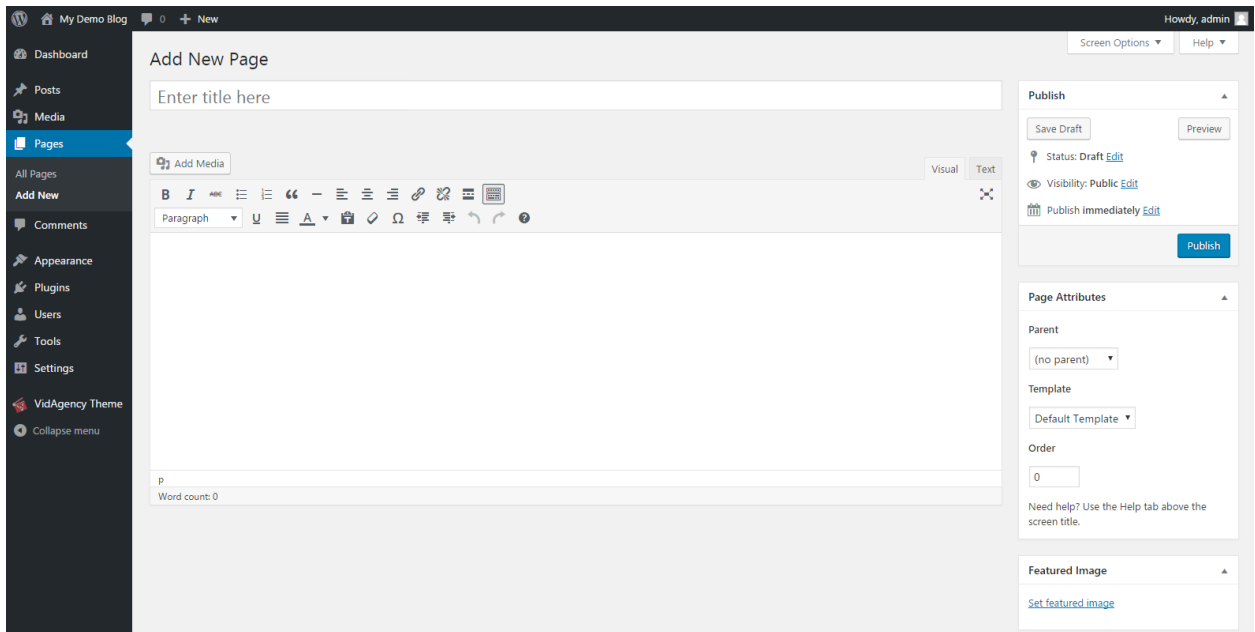 My Demo Blog 0 + New
Howdy, admin
Dashboard
Posts
Media
Pages
All Pages
Add New
Comments
Appearance
Plugins
Users
Tools
Settings
VidAgency Theme
Collapse menu
Screen Options ▼ Help ▼
Add New Page
Enter title here
Add Media
Visual Text
B I ABC
Paragraph U A Ω
p
Word count: 0
Publish
Save Draft Preview
Status: Draft Edit
Visibility: Public Edit
Publish immediately Edit
Publish
Page Attributes
Parent
(no parent)
Template
Default Template
Order
0
Need help? Use the Help tab above the
screen title.
Featured Image
Set featured image